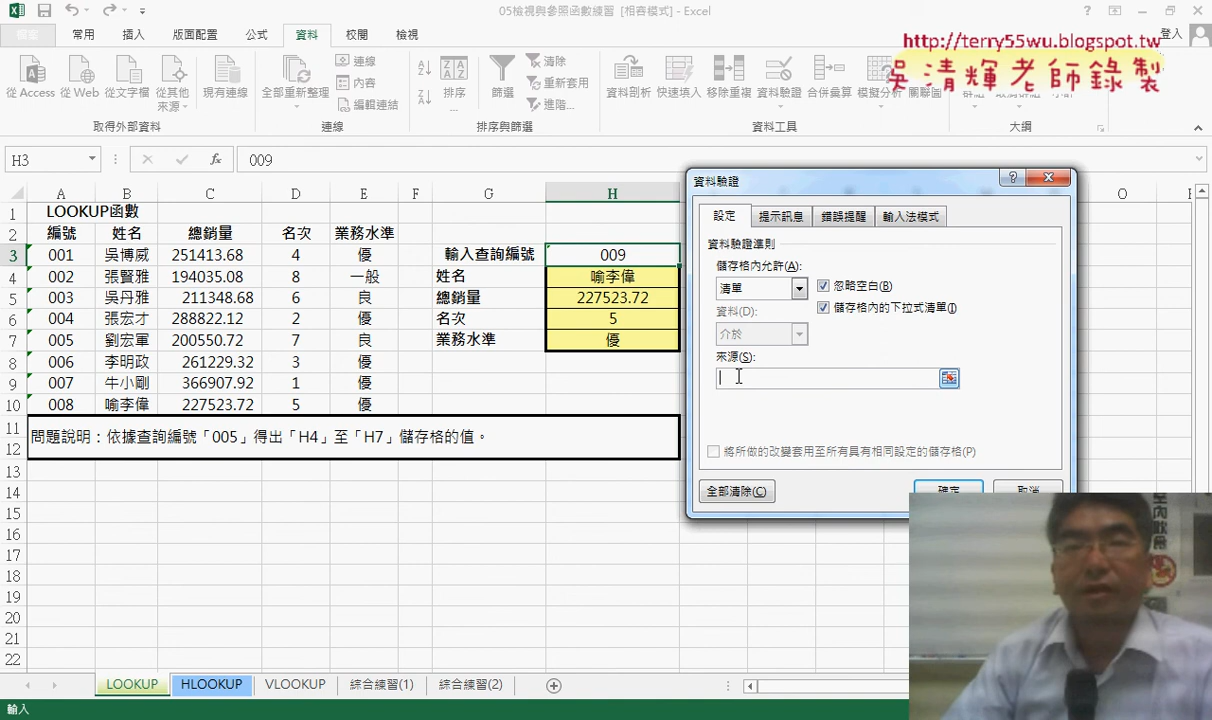 05檢視與參照函數練習 [相容模式] - Excel
常用 插入 版面配置 公式 資料 校閱 檢視 登入
http://terry55wu.blogspot.tw
吳清輝老師錄製
從 Access 從 Web 從文字檔 從其他來源 現有連線 全部重新整理 連線 內容 編輯連結 排序 篩選 清除 重新套用 進階... 資料剖析 快速填入 移除重複 資料驗證 合併彙算 模擬分析 關聯圖
取得外部資料 連線 排序與篩選 資料工具 大綱
H3 009
A B C D E F G H O
1 LOOKUP函數
2 編號 姓名 總銷量 名次 業務水準
3 001 吳博威 251413.68 4 優 輸入查詢編號 009
4 002 張賢雅 194035.08 8 一般 姓名 喻李偉
5 003 吳丹雅 211348.68 6 良 總銷量 227523.72
6 004 張宏才 288822.12 2 優 名次 5
7 005 劉宏軍 200550.72 7 良 業務水準 優
8 006 李明政 261229.32 3 優
9 007 牛小剛 366907.92 1 優
10 008 喻李偉 227523.72 5 優
11
問題說明：依據查詢編號「005」得出「H4」至「H7」儲存格的值。
12
13
14
15
16
17
18
19
20
21
22
資料驗證
設定 提示訊息 錯誤提醒 輸入法模式
資料驗證準則
儲存格內允許(A):
清單 忽略空白(B)
資料(D): 儲存格內的下拉式清單(I)
介於
來源(S):
將所做的改變套用至所有具有相同設定的儲存格(P)
全部清除(C) 確定 取消
LOOKUP HLOOKUP VLOOKUP 綜合練習(1) 綜合練習(2)
輸入